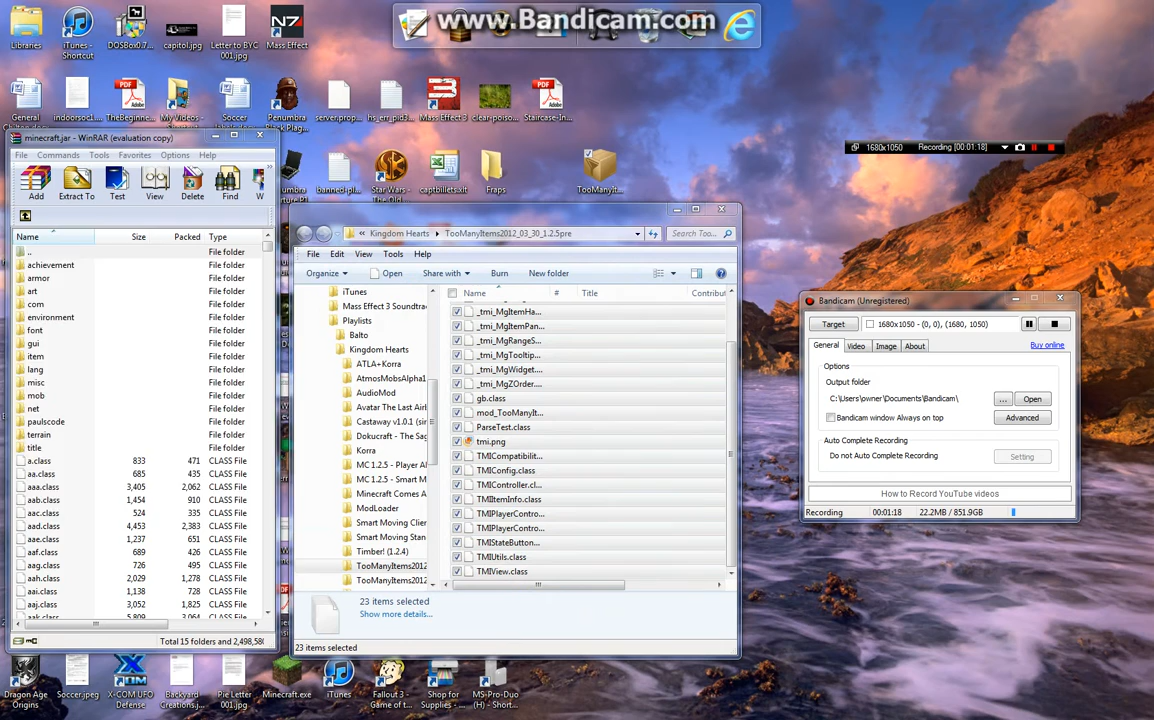 www.Bandicam.com
Libraries
iTunes - Shortcut
DOSBox0.7...
capitol.jpg
Letter to BYC 001.jpg
N7
Mass Effect
General
indoorsoc1...
TheBeginne...
My Videos -
Soccer
Penumbra Black Plag...
server.prop...
hs_err_pid3...
Mass Effect 3
clear-poiso...
Staircase-In...
banned-pl...
Star Wars - The Old
captbillets.xlt
Fraps
TooManyIt...
1680x1050 Recording [00:01:18]
minecraft.jar - WinRAR (evaluation copy)
File Commands Tools Favorites Options Help
Add Extract To Test View Delete Find W
Name Size Packed Type
.. File folder
achievement File folder
armor File folder
art File folder
com File folder
environment File folder
font File folder
gui File folder
item File folder
lang File folder
misc File folder
mob File folder
net File folder
paulscode File folder
terrain File folder
title File folder
a.class 833 471 CLASS File
aa.class 685 435 CLASS File
aaa.class 3,405 2,062 CLASS File
aab.class 1,454 910 CLASS File
aac.class 524 335 CLASS File
aad.class 4,453 2,383 CLASS File
aae.class 1,237 651 CLASS File
aaf.class 689 426 CLASS File
aag.class 726 495 CLASS File
aah.class 2,029 1,278 CLASS File
aai.class 1,138 728 CLASS File
aaj.class 3,052 1,825 CLASS File
aak.class 5,809 3,064 CLASS File
Total 15 folders and 2,498,580
« Kingdom Hearts ▸ TooManyItems2012_03_30_1.2.5pre
Search Too...
File Edit View Tools Help
Organize Open Share with Burn New folder
Name # Title Contribut
iTunes
Mass Effect 3 Soundtra
Playlists
Balto
Kingdom Hearts
ATLA+Korra
AtmosMobsAlpha1
AudioMod
Avatar The Last Air
Castaway v1.0.1 (sin
Dokucraft - The Sag
Korra
MC 1.2.5 - Player AI
MC 1.2.5 - Smart M
Minecraft Comes A
ModLoader
Smart Moving Clien
Smart Moving Stan
Timber! (1.2.4)
TooManyItems2012
TooManyItems2012
_tmi_MgItemHa...
_tmi_MgItemPan...
_tmi_MgRangeS...
_tmi_MgTooltip...
_tmi_MgWidget...
_tmi_MgZOrder....
gb.class
mod_TooManyIt...
ParseTest.class
tmi.png
TMICompatibilit...
TMIConfig.class
TMIController.cl...
TMIItemInfo.class
TMIPlayerContro...
TMIPlayerContro...
TMIStateButton...
TMIUtils.class
TMIView.class
23 items selected
Show more details...
23 items selected
Bandicam (Unregistered)
Target 1680x1050 - (0, 0), (1680, 1050)
General Video Image About Buy online
Options
Output folder
C:\Users\owner\Documents\Bandicam\ ... Open
Bandicam window Always on top Advanced
Auto Complete Recording
Do not Auto Complete Recording Setting
How to Record YouTube videos
Recording 00:01:18 22.2MB / 851.9GB
Dragon Age Origins
Soccer.jpeg
X-COM UFO Defense
Backyard Creations.j...
Pie Letter 001.jpg
Minecraft.exe
iTunes
Fallout 3 - Game of t...
Shop for Supplies - ...
MS-Pro-Duo (H) - Short...